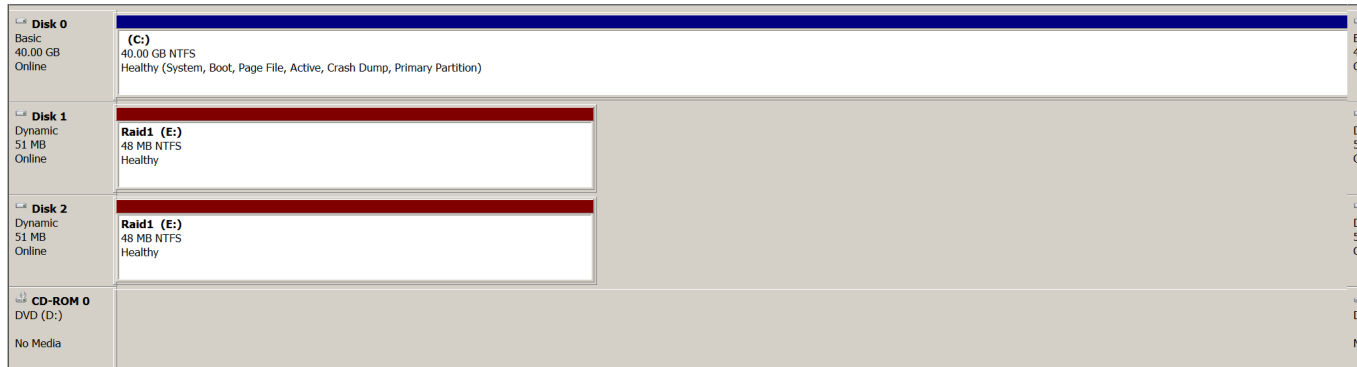 Disk 0
Basic
40.00 GB
Online
(C:)
40.00 GB NTFS
Healthy (System, Boot, Page File, Active, Crash Dump, Primary Partition)
Disk 1
Dynamic
51 MB
Online
Raid1 (E:)
48 MB NTFS
Healthy
Disk 2
Dynamic
51 MB
Online
Raid1 (E:)
48 MB NTFS
Healthy
CD-ROM 0
DVD (D:)
No Media